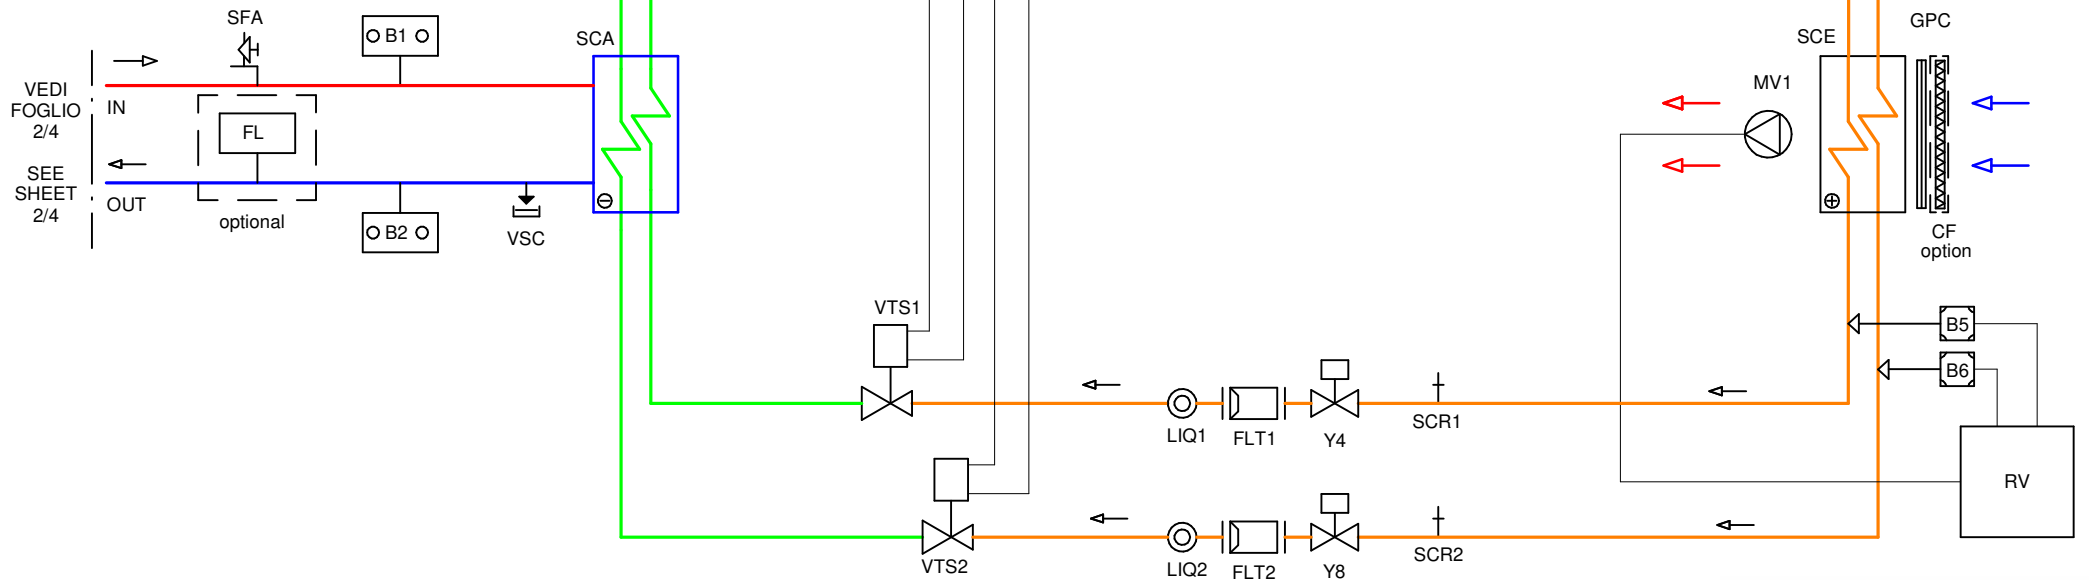 SFA
B1
SCA
VEDI
FOGLIO
2/4
IN
FL
SEE
SHEET
2/4
OUT
optional
B2
VSC
GPC
SCE
MV1
CF
option
VTS1
B5
B6
LIQ1
FLT1
Y4
SCR1
RV
VTS2
LIQ2
FLT2
Y8
SCR2